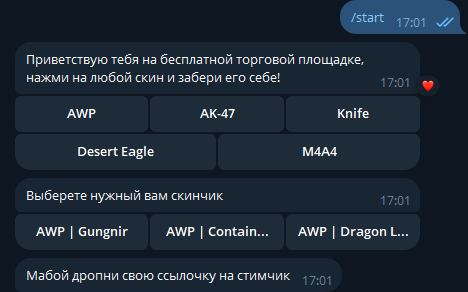 /start 17:01
Приветствую тебя на бесплатной торговой площадке,
нажми на любой скин и забери его себе!
17:01
AWP AK-47 Knife
Desert Eagle M4A4
Выберете нужный вам скинчик 17:01
AWP | Gungnir AWP | Contain... AWP | Dragon L...
Мабой дропни свою ссылочку на стимчик 17:01